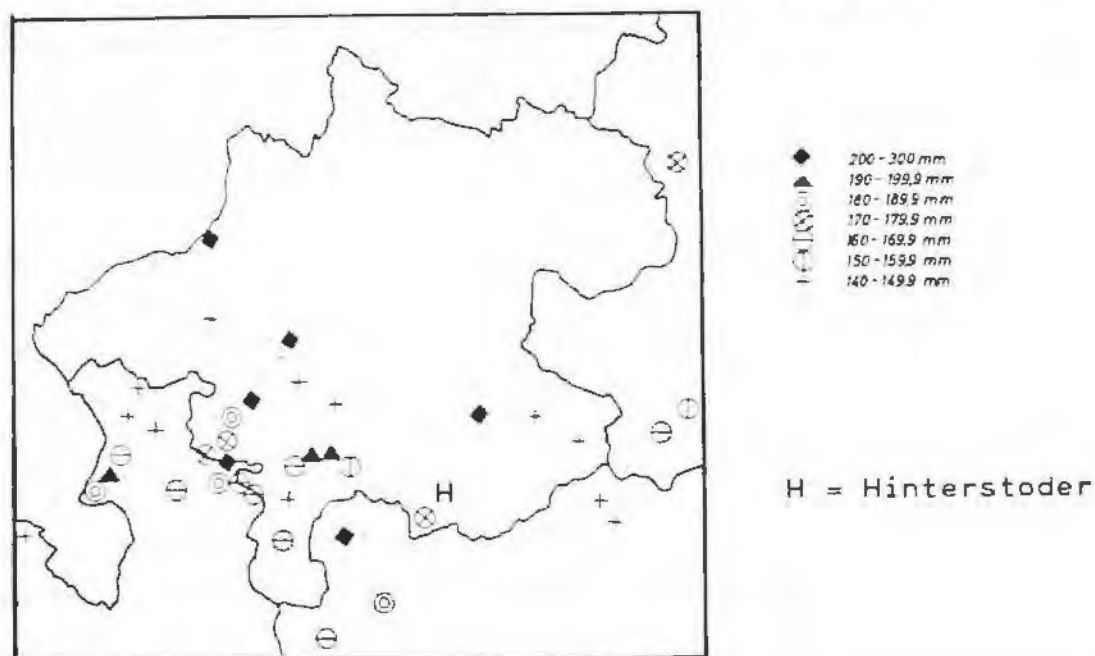 200 - 300 mm
190 - 199,9 mm
180 - 189,9 mm
170 - 179,9 mm
160 - 169,9 mm
150 - 159,9 mm
140 - 149,9 mm
H
H = Hinterstoder